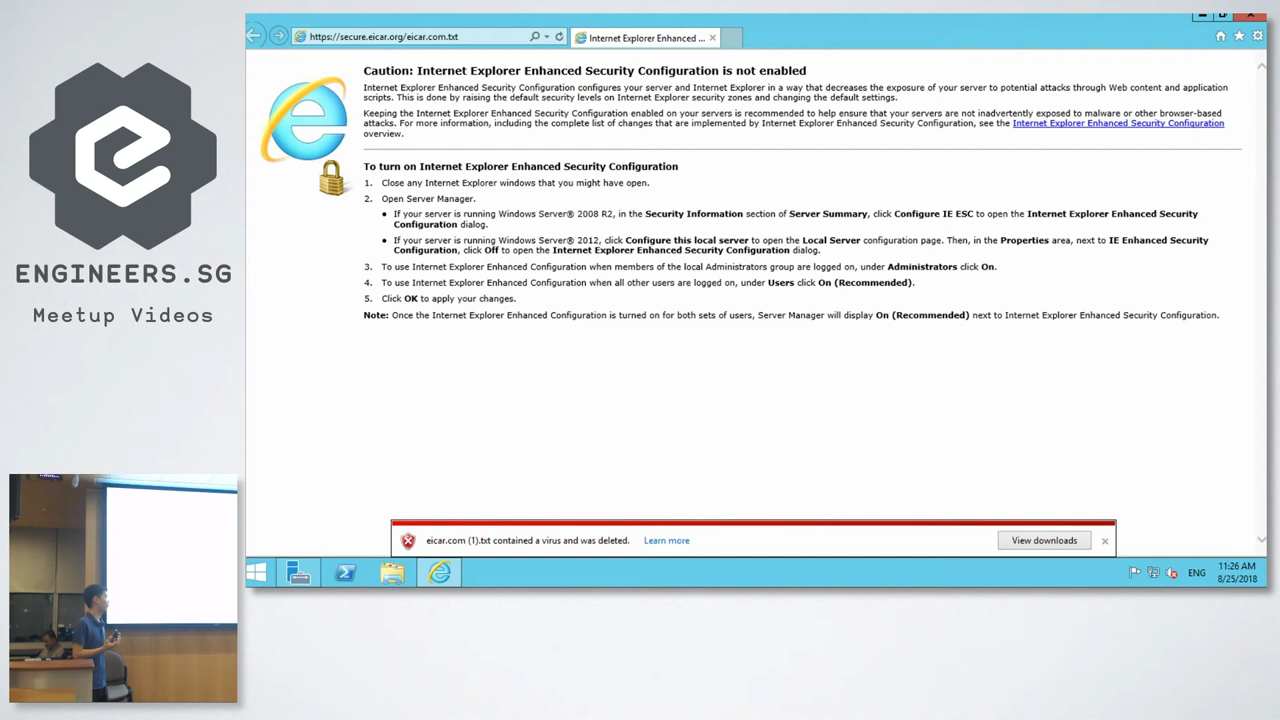 https://secure.eicar.org/eicar.com.txt
Internet Explorer Enhanced ...
Caution: Internet Explorer Enhanced Security Configuration is not enabled
Internet Explorer Enhanced Security Configuration configures your server and Internet Explorer in a way that decreases the exposure of your server to potential attacks through Web content and application
scripts. This is done by raising the default security levels on Internet Explorer security zones and changing the default settings.
Keeping the Internet Explorer Enhanced Security Configuration enabled on your servers is recommended to help ensure that your servers are not inadvertently exposed to malware or other browser-based
attacks. For more information, including the complete list of changes that are implemented by Internet Explorer Enhanced Security Configuration, see the Internet Explorer Enhanced Security Configuration
overview.
To turn on Internet Explorer Enhanced Security Configuration
1. Close any Internet Explorer windows that you might have open.
2. Open Server Manager.
• If your server is running Windows Server® 2008 R2, in the Security Information section of Server Summary, click Configure IE ESC to open the Internet Explorer Enhanced Security
Configuration dialog.
• If your server is running Windows Server® 2012, click Configure this local server to open the Local Server configuration page. Then, in the Properties area, next to IE Enhanced Security
Configuration, click Off to open the Internet Explorer Enhanced Security Configuration dialog.
3. To use Internet Explorer Enhanced Configuration when members of the local Administrators group are logged on, under Administrators click On.
4. To use Internet Explorer Enhanced Configuration when all other users are logged on, under Users click On (Recommended).
5. Click OK to apply your changes.
Note: Once the Internet Explorer Enhanced Configuration is turned on for both sets of users, Server Manager will display On (Recommended) next to Internet Explorer Enhanced Security Configuration.
eicar.com (1).txt contained a virus and was deleted. Learn more
View downloads
ENG
11:26 AM
8/25/2018
ENGINEERS.SG
Meetup Videos